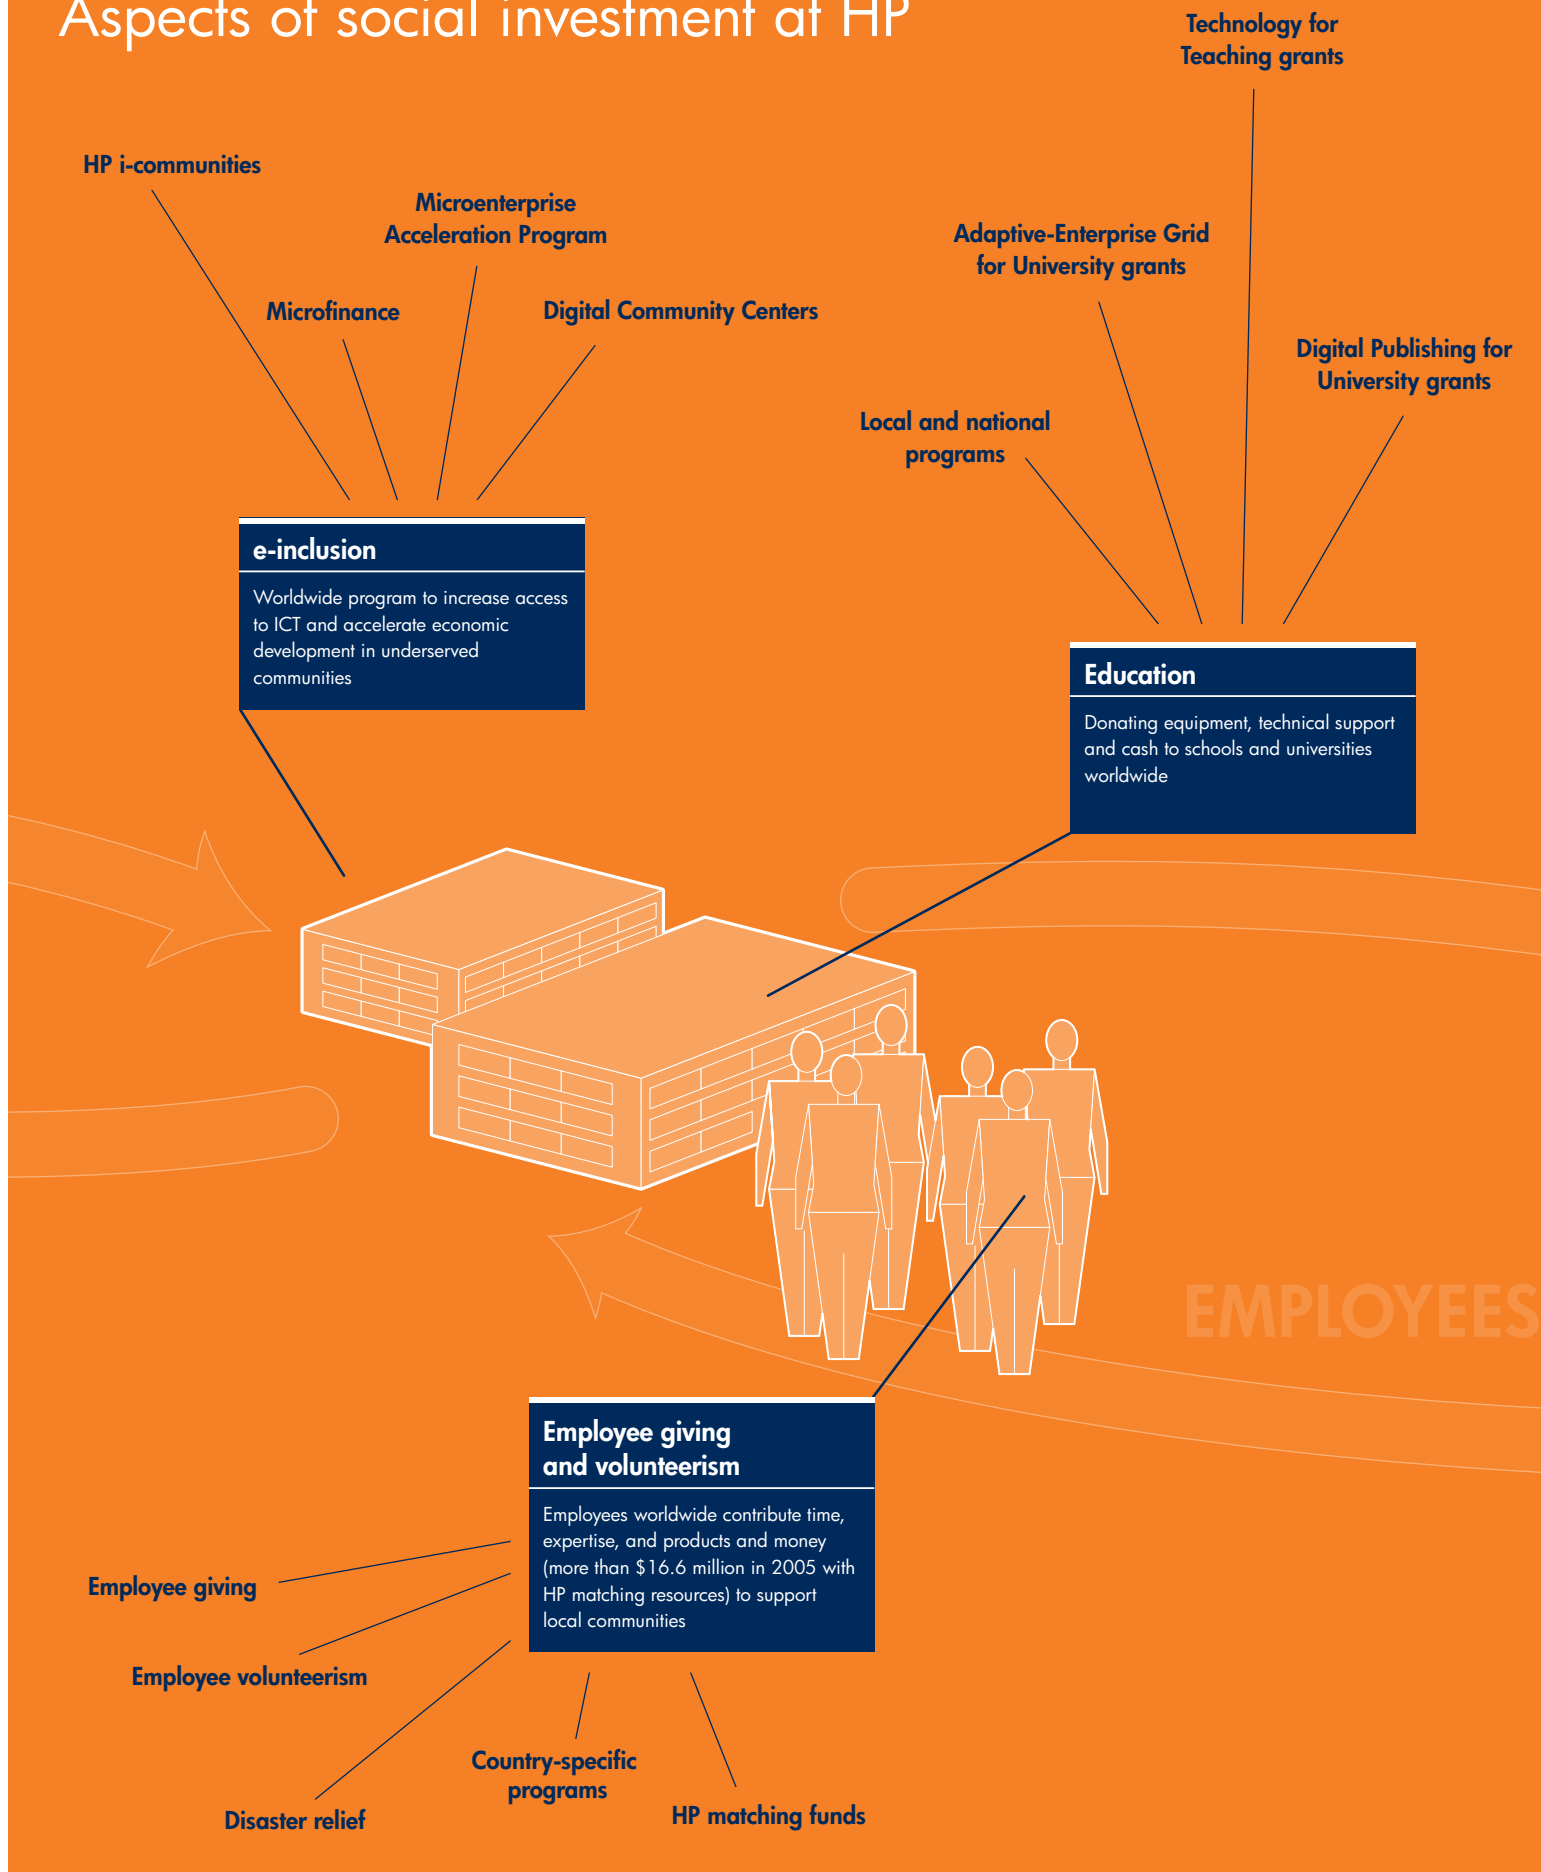 Aspects of social investment at HP
Technology for
Teaching grants
HP i-communities
Microenterprise
Acceleration Program
Adaptive-Enterprise Grid
for University grants
Microfinance
Digital Community Centers
Digital Publishing for
University grants
Local and national
programs
e-inclusion
Worldwide program to increase access
to ICT and accelerate economic
development in underserved
communities
Education
Donating equipment, technical support
and cash to schools and universities
worldwide
EMPLOYEES
Employee giving
and volunteerism
Employees worldwide contribute time,
expertise, and products and money
(more than $16.6 million in 2005 with
HP matching resources) to support
local communities
Employee giving
Employee volunteerism
Country-specific
programs
Disaster relief
HP matching funds